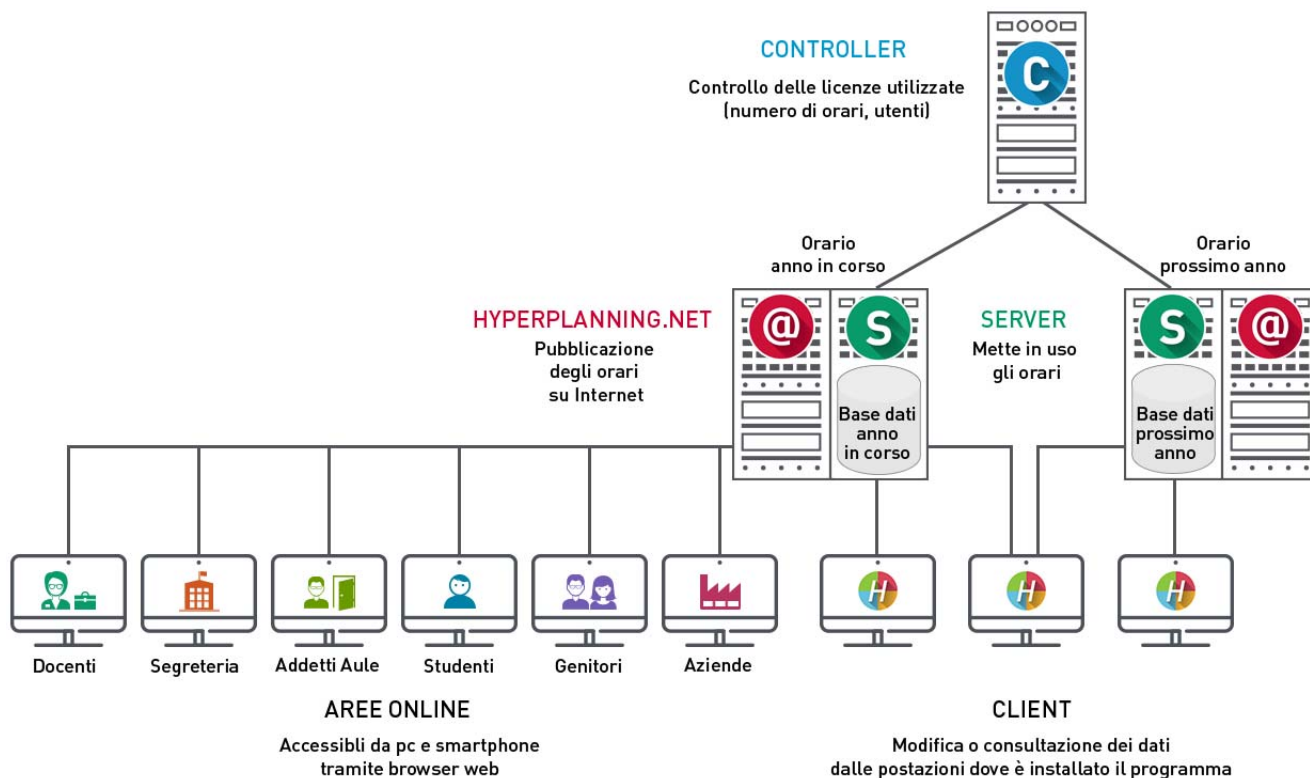 CONTROLLER
C
Controllo delle licenze utilizzate
(numero di orari, utenti)
Orario
anno in corso
Orario
prossimo anno
HYPERPLANNING.NET
Pubblicazione
degli orari
su Internet
@
S
SERVER
Mette in uso
gli orari
S
@
Base dati
anno
in corso
Base dati
prossimo
anno
H
H
H
Docenti
Segreteria
Addetti Aule
Studenti
Genitori
Aziende
AREE ONLINE
Accessibli da pc e smartphone
tramite browser web
CLIENT
Modifica o consultazione dei dati
dalle postazioni dove è installato il programma